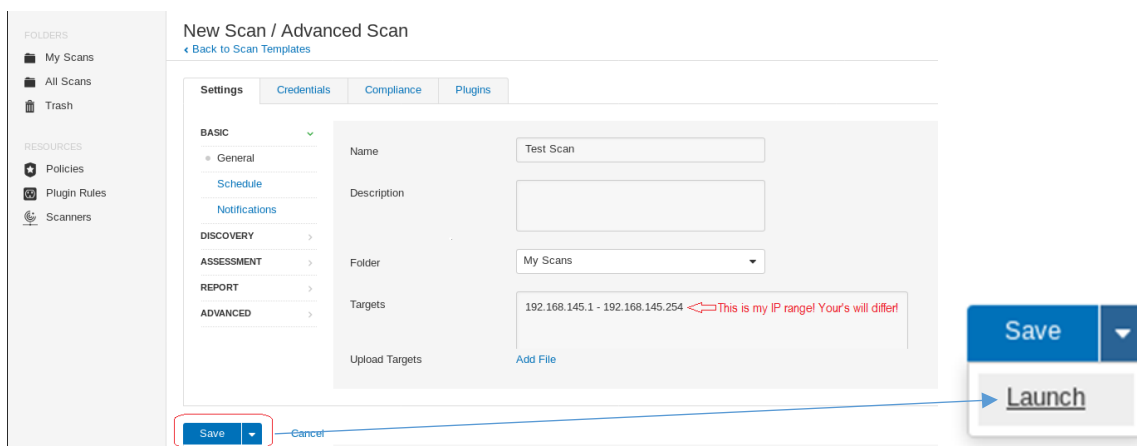 New Scan / Advanced Scan
‹ Back to Scan Templates
FOLDERS
My Scans
All Scans
Trash
RESOURCES
Policies
Plugin Rules
Scanners
Settings Credentials Compliance Plugins
BASIC
General
Schedule
Notifications
DISCOVERY
ASSESSMENT
REPORT
ADVANCED
Name Test Scan
Description
Folder My Scans
Targets 192.168.145.1 - 192.168.145.254 This is my IP range! Your's will differ!
Upload Targets Add File
Save Cancel
Save
Launch